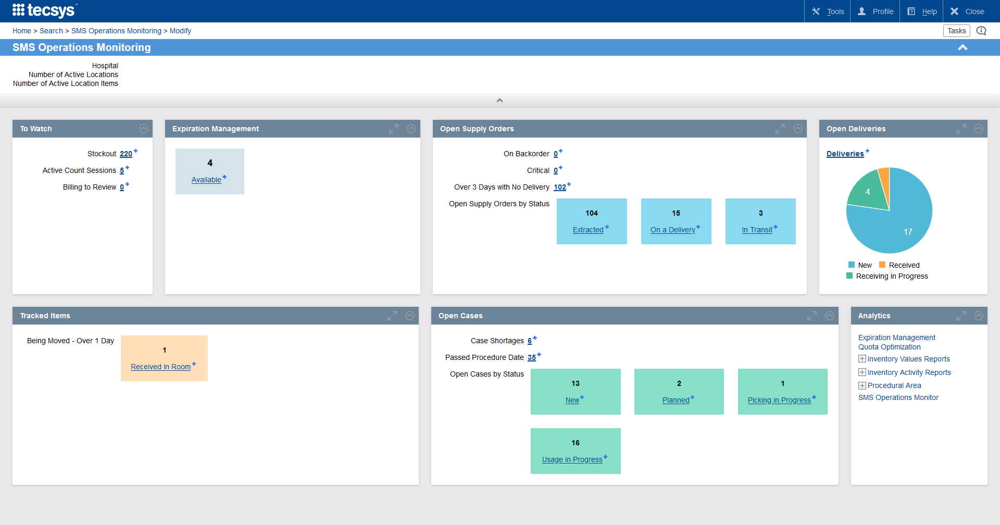 tecsys™
Tools
Profile
Help
Close
Home > Search > SMS Operations Monitoring > Modify
Tasks
SMS Operations Monitoring
Hospital
Number of Active Locations
Number of Active Location Items
To Watch
Stockout 220
Active Count Sessions 5
Billing to Review 0
Expiration Management
4
Available
Open Supply Orders
On Backorder 0
Critical 0
Over 3 Days with No Delivery 102
Open Supply Orders by Status
104
Extracted
15
On a Delivery
3
In Transit
Open Deliveries
Deliveries
4
17
New
Received
Receiving in Progress
Tracked Items
Being Moved - Over 1 Day
1
Received in Room
Open Cases
Case Shortages 6
Passed Procedure Date 35
Open Cases by Status
13
New
2
Planned
1
Picking in Progress
16
Usage in Progress
Analytics
Expiration Management
Quota Optimization
Inventory Values Reports
Inventory Activity Reports
Procedural Area
SMS Operations Monitor